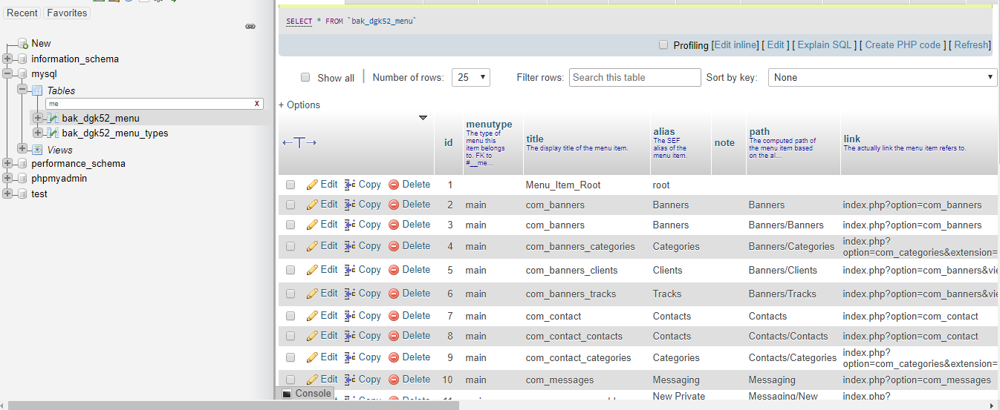 Recent Favorites
New
information_schema
mysql
Tables
me X
bak_dgk52_menu
bak_dgk52_menu_types
Views
performance_schema
phpmyadmin
test
SELECT * FROM `bak_dgk52_menu`
Profiling [Edit inline] [ Edit ] [ Explain SQL ] [ Create PHP code ] [ Refresh]
Show all | Number of rows: 25 Filter rows: Search this table Sort by key: None
+ Options
←T→ id menutype title alias note path link
The type of menu this item belongs to. FK to #__me...
The display title of the menu item.
The SEF alias of the menu item.
The computed path of the menu item based on the al...
The actually link the menu item refers to.
Edit Copy Delete 1 Menu_Item_Root root
Edit Copy Delete 2 main com_banners Banners Banners index.php?option=com_banners
Edit Copy Delete 3 main com_banners Banners Banners/Banners index.php?option=com_banners
Edit Copy Delete 4 main com_banners_categories Categories Banners/Categories index.php?
option=com_categories&extension=
Edit Copy Delete 5 main com_banners_clients Clients Banners/Clients index.php?option=com_banners&vie
Edit Copy Delete 6 main com_banners_tracks Tracks Banners/Tracks index.php?option=com_banners&vie
Edit Copy Delete 7 main com_contact Contacts Contacts index.php?option=com_contact
Edit Copy Delete 8 main com_contact_contacts Contacts Contacts/Contacts index.php?option=com_contact
Edit Copy Delete 9 main com_contact_categories Categories Contacts/Categories index.php?
option=com_categories&extension=
Edit Copy Delete 10 main com_messages Messaging Messaging index.php?option=com_messages
Console
New Private Messaging/New index.php?